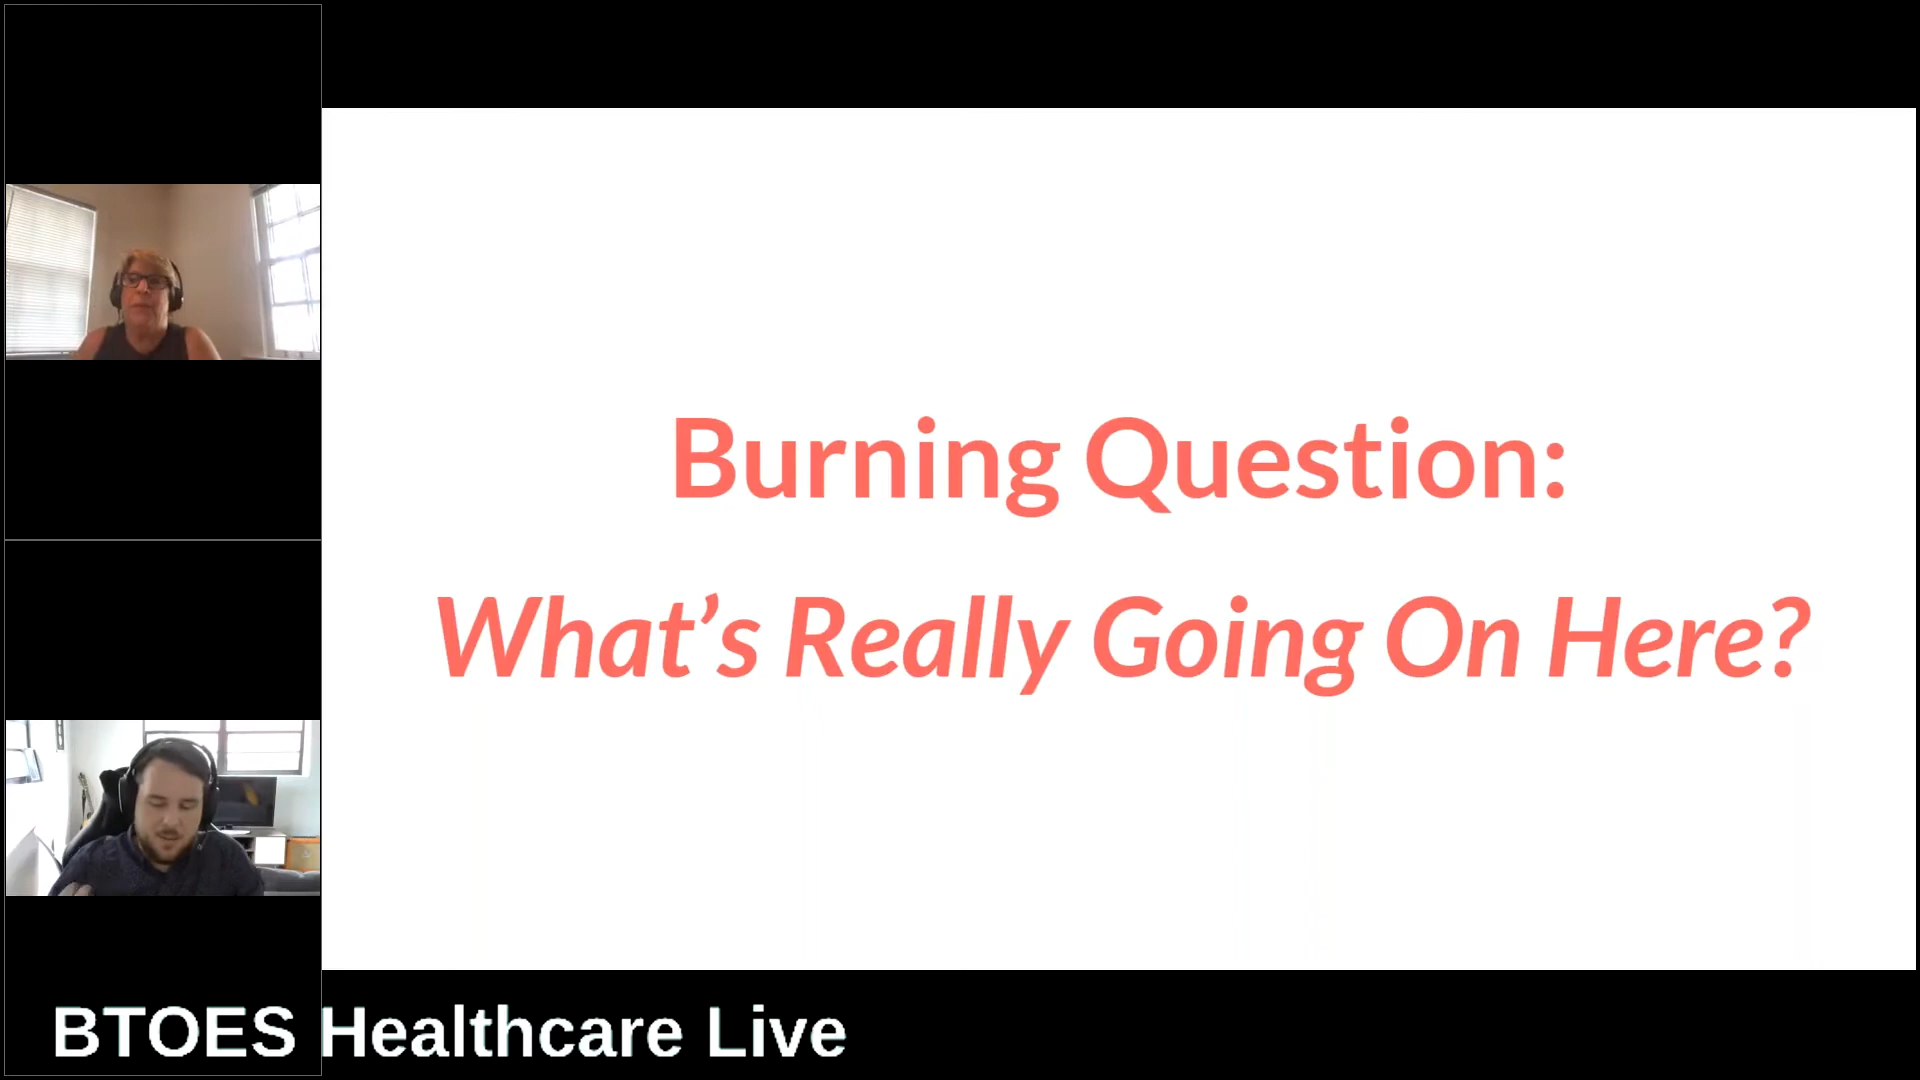 Burning Question:
What’s Really Going On Here?
BTOES Healthcare Live